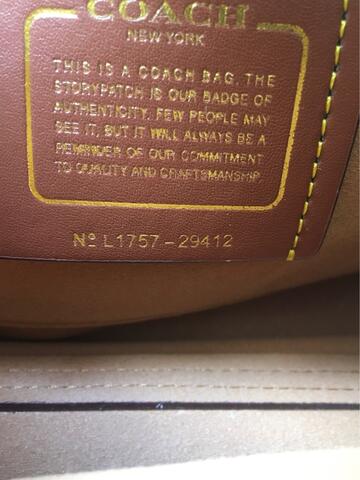 COACH
NEW YORK
THIS IS A COACH BAG. THE
STORYPATCH IS OUR BADGE OF
AUTHENTICITY. FEW PEOPLE MAY
SEE IT, BUT IT WILL ALWAYS BE A
REMINDER OF OUR COMMITMENT
TO QUALITY AND CRAFTSMANSHIP.
Nº L1757-29412